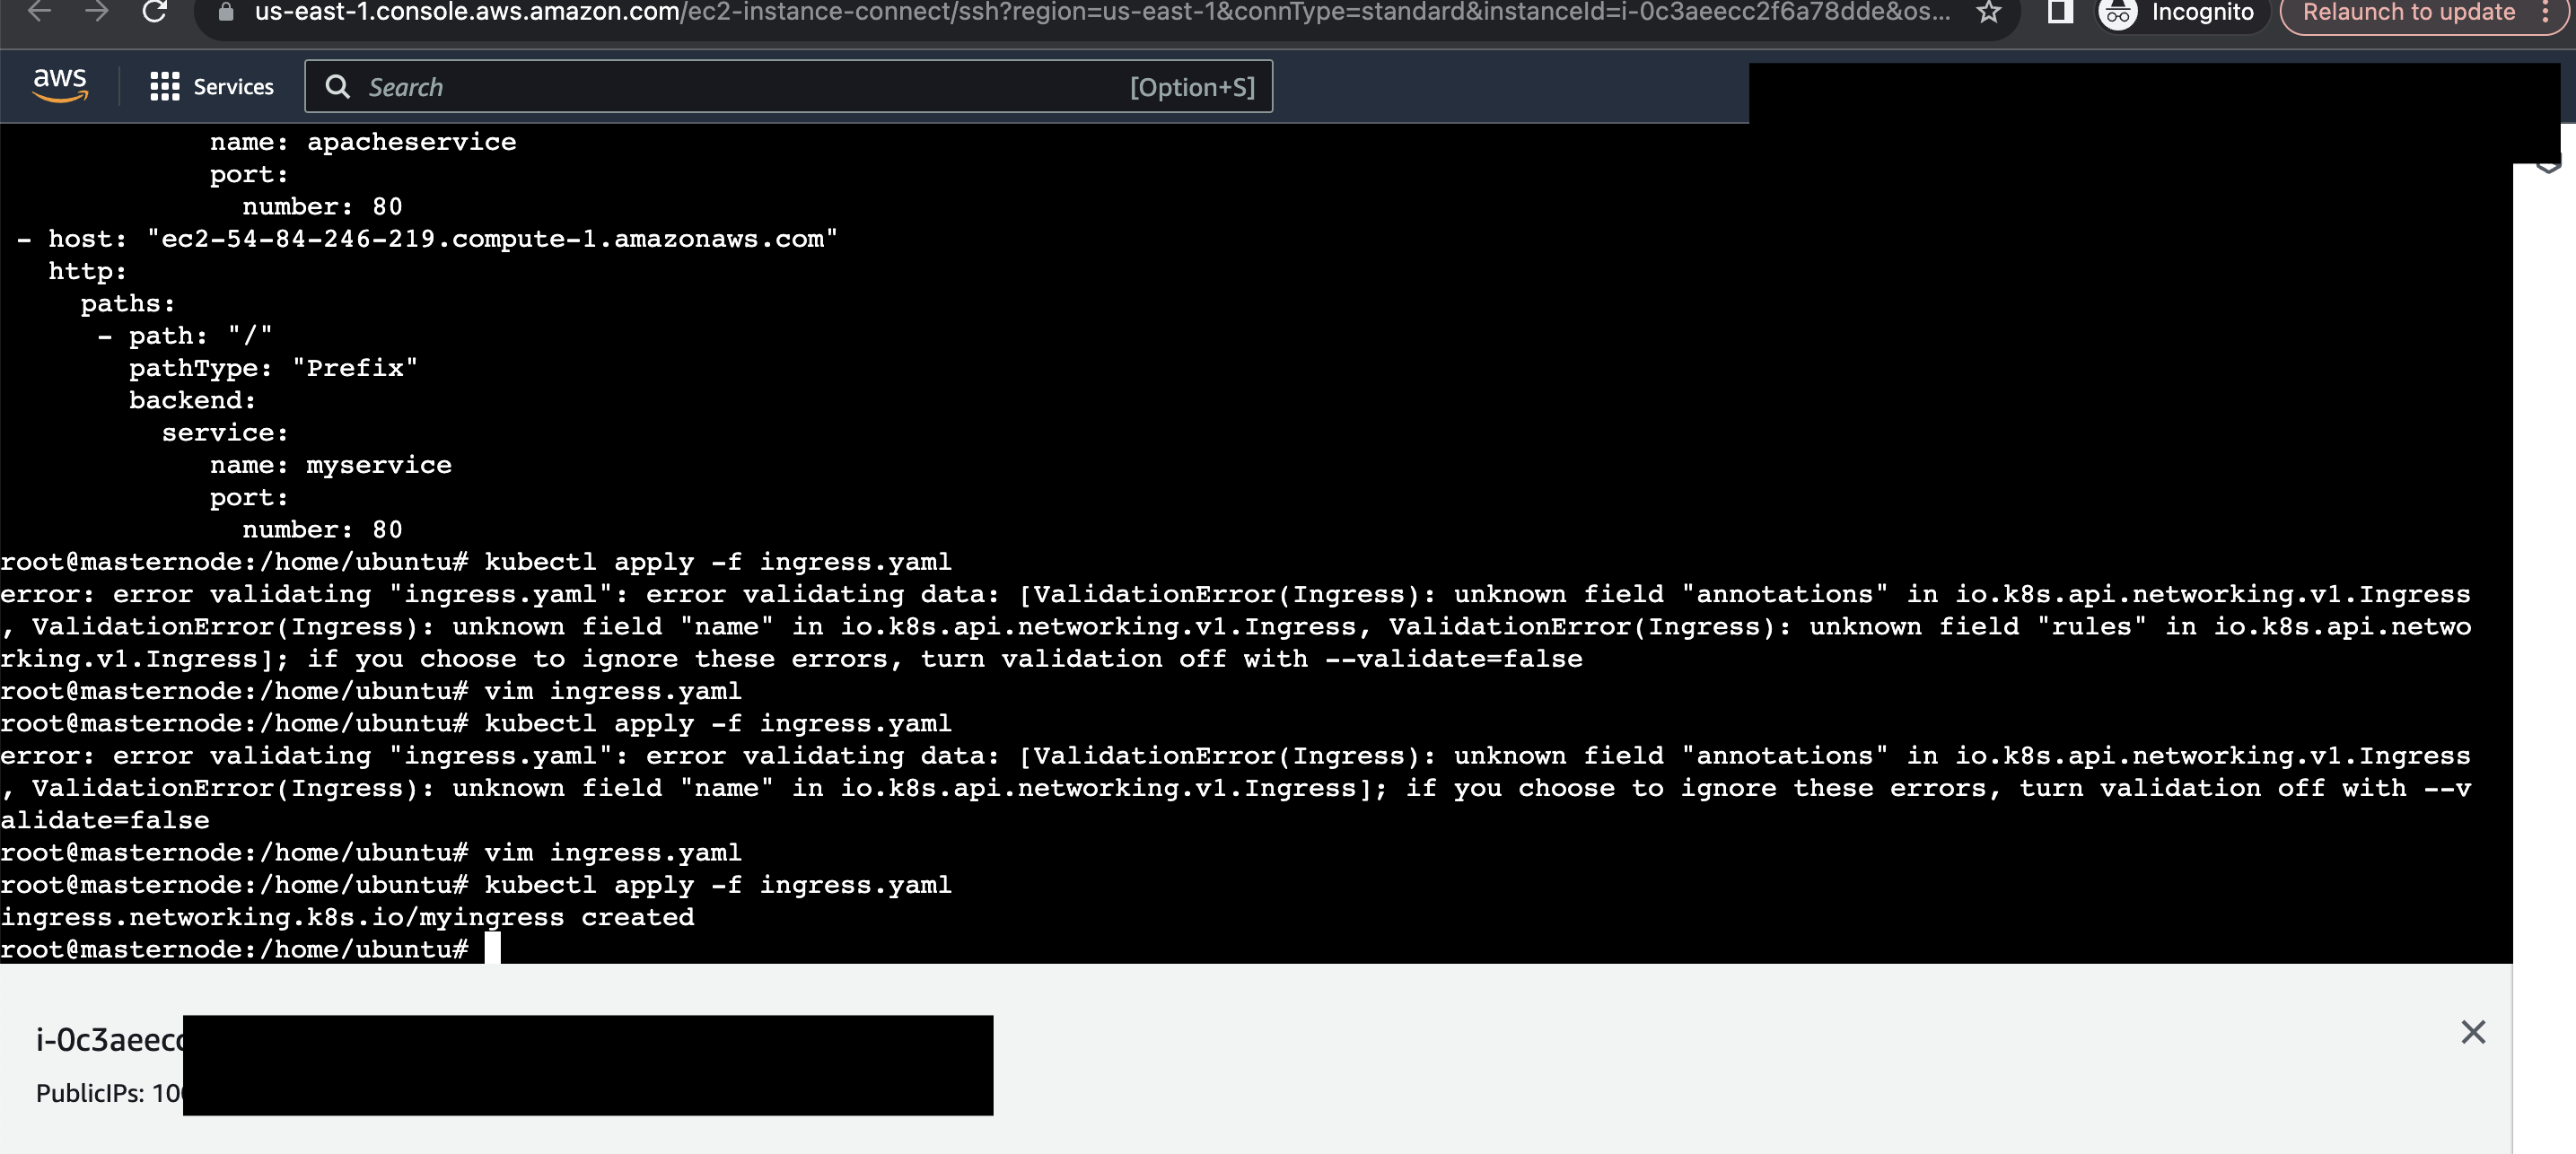 us-east-1.console.aws.amazon.com/ec2-instance-connect/ssh?region=us-east-1&connType=standard&instanceId=i-0c3aeecc2f6a78dde&os...
Incognito
Relaunch to update
aws
Services
Search
[Option+S]
name: apacheservice
port:
number: 80
- host: "ec2-54-84-246-219.compute-1.amazonaws.com"
http:
paths:
- path: "/"
pathType: "Prefix"
backend:
service:
name: myservice
port:
number: 80
root@masternode:/home/ubuntu# kubectl apply -f ingress.yaml
error: error validating "ingress.yaml": error validating data: [ValidationError(Ingress): unknown field "annotations" in io.k8s.api.networking.v1.Ingress
, ValidationError(Ingress): unknown field "name" in io.k8s.api.networking.v1.Ingress, ValidationError(Ingress): unknown field "rules" in io.k8s.api.netwo
rking.v1.Ingress]; if you choose to ignore these errors, turn validation off with --validate=false
root@masternode:/home/ubuntu# vim ingress.yaml
root@masternode:/home/ubuntu# kubectl apply -f ingress.yaml
error: error validating "ingress.yaml": error validating data: [ValidationError(Ingress): unknown field "annotations" in io.k8s.api.networking.v1.Ingress
, ValidationError(Ingress): unknown field "name" in io.k8s.api.networking.v1.Ingress]; if you choose to ignore these errors, turn validation off with --v
alidate=false
root@masternode:/home/ubuntu# vim ingress.yaml
root@masternode:/home/ubuntu# kubectl apply -f ingress.yaml
ingress.networking.k8s.io/myingress created
root@masternode:/home/ubuntu#
i-0c3aeecc
PublicIPs: 10